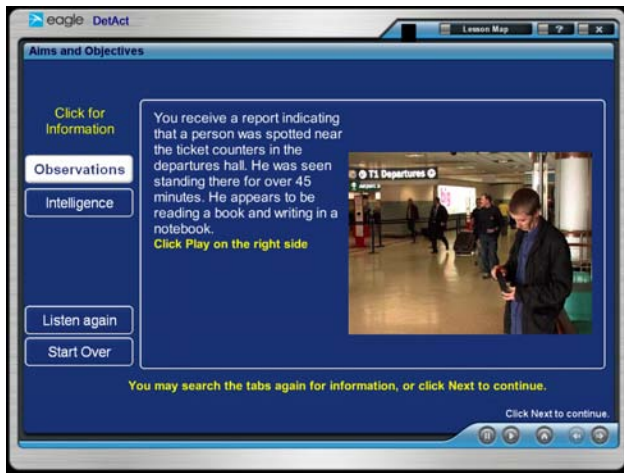 eagle DetAct
Lesson Map ? X
Aims and Objectives
Click for
Information
Observations
Intelligence
Listen again
Start Over
You receive a report indicating
that a person was spotted near
the ticket counters in the
departures hall. He was seen
standing there for over 45
minutes. He appears to be
reading a book and writing in a
notebook.
Click Play on the right side
T1 Departures
big
You may search the tabs again for information, or click Next to continue.
Click Next to continue.